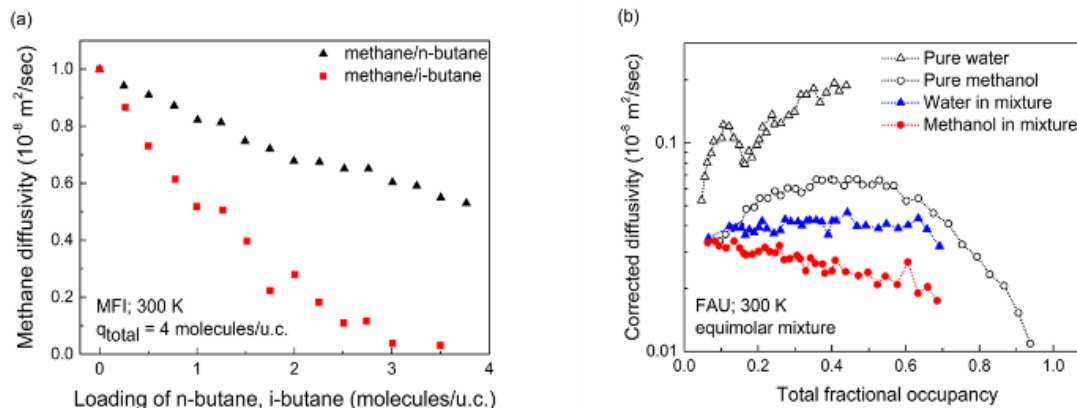 (a)
methane/n-butane
methane/i-butane
Methane diffusivity (10⁻⁸ m²/sec)
1.0
0.8
0.6
0.4
0.2
0.0
MFI; 300 K
q_total = 4 molecules/u.c.
0 1 2 3 4
Loading of n-butane, i-butane (molecules/u.c.)
(b)
Pure water
Pure methanol
Water in mixture
Methanol in mixture
Corrected diffusivity (10⁻⁸ m²/sec)
0.1
0.01
FAU; 300 K
equimolar mixture
0.0 0.2 0.4 0.6 0.8 1.0
Total fractional occupancy